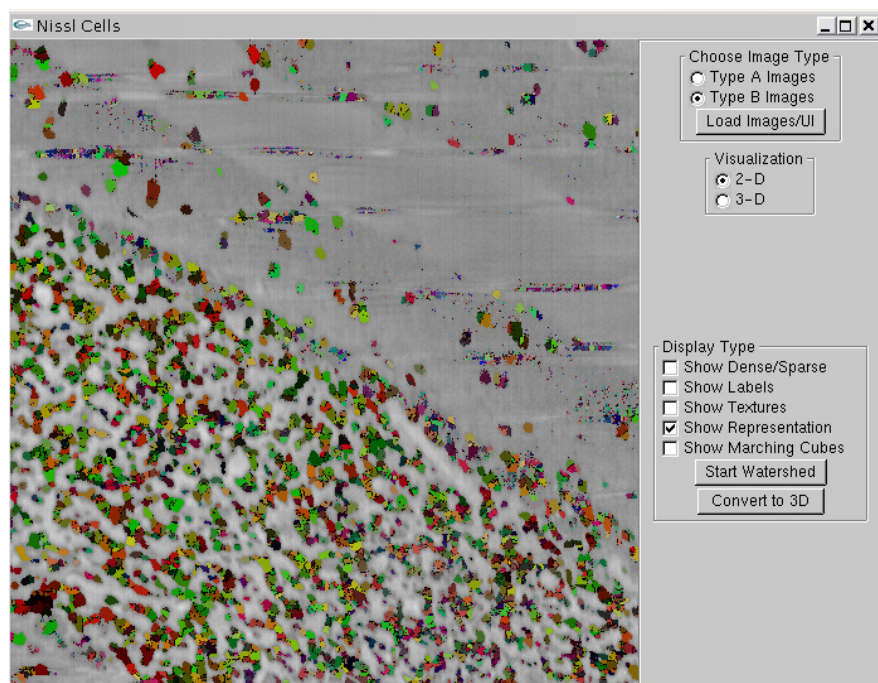 Nissl Cells
Choose Image Type
Type A Images
Type B Images
Load Images/UI
Visualization
2-D
3-D
Display Type
Show Dense/Sparse
Show Labels
Show Textures
Show Representation
Show Marching Cubes
Start Watershed
Convert to 3D